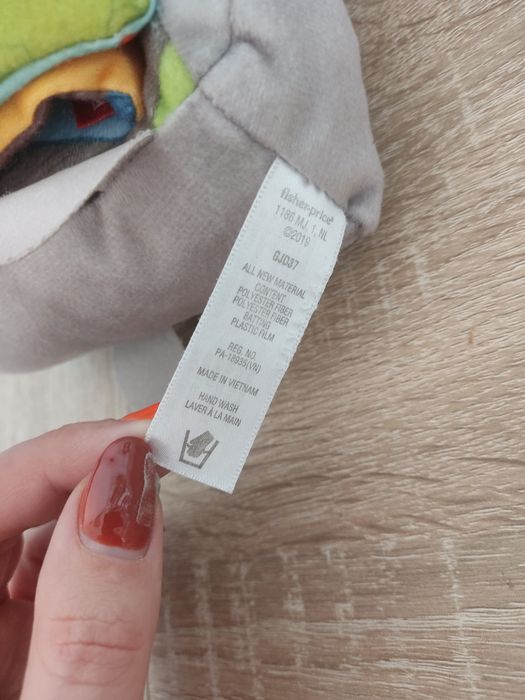 fisher-price®
1186 MJ 1, NL
©2019
GJD37
ALL NEW MATERIAL
CONTENT
POLYESTER FIBER
POLYESTER FIBER
BATTING
PLASTIC FILM
REG. NO.
PA-18935(VN)
MADE IN VIETNAM
HAND WASH
LAVER À LA MAIN